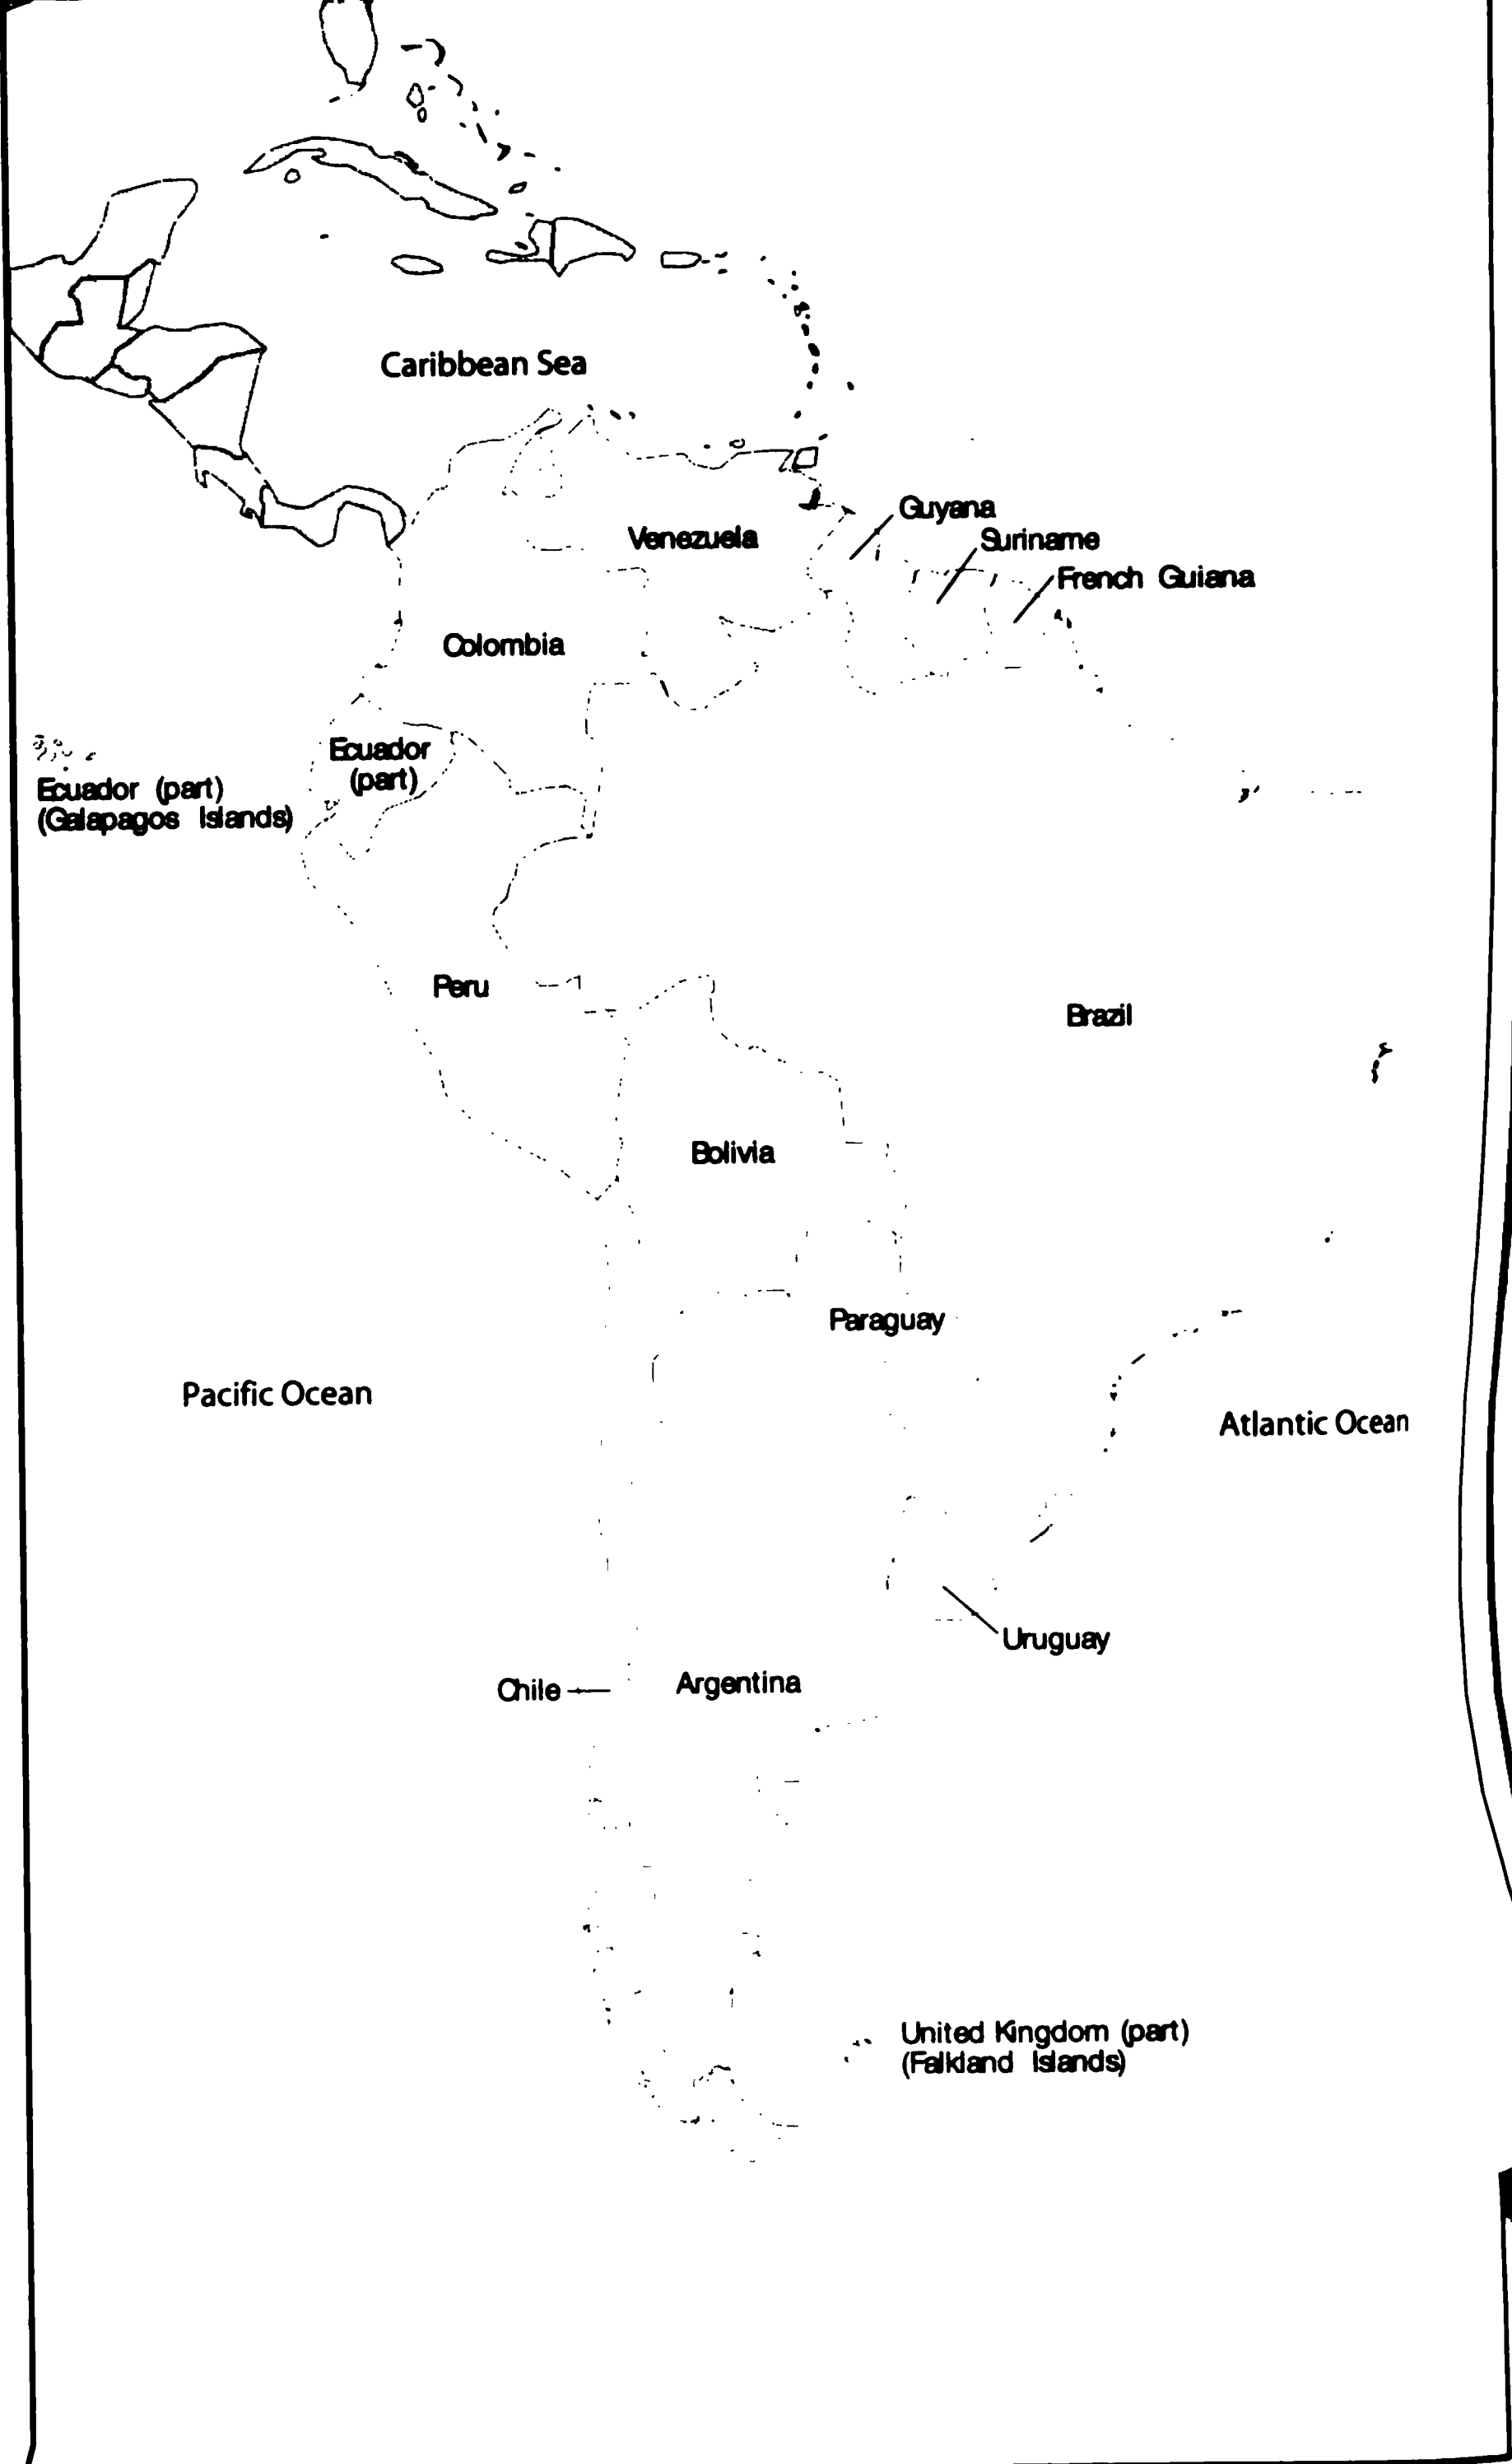 Caribbean Sea
Guyana
Venezuela
Suriname
French Guiana
Colombia
Ecuador
(part)
Ecuador (part)
(Galapagos Islands)
Peru
Brazil
Bolivia
Paraguay
Pacific Ocean
Atlantic Ocean
Uruguay
Chile
Argentina
United Kingdom (part)
(Falkland Islands)